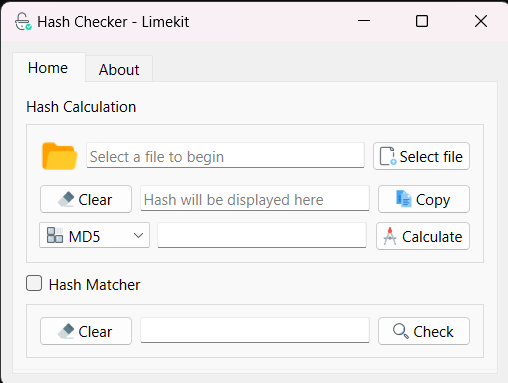 Hash Checker - Limekit
Home About
Hash Calculation
Select a file to begin Select file
Clear Hash will be displayed here Copy
MD5 Calculate
Hash Matcher
Clear Check